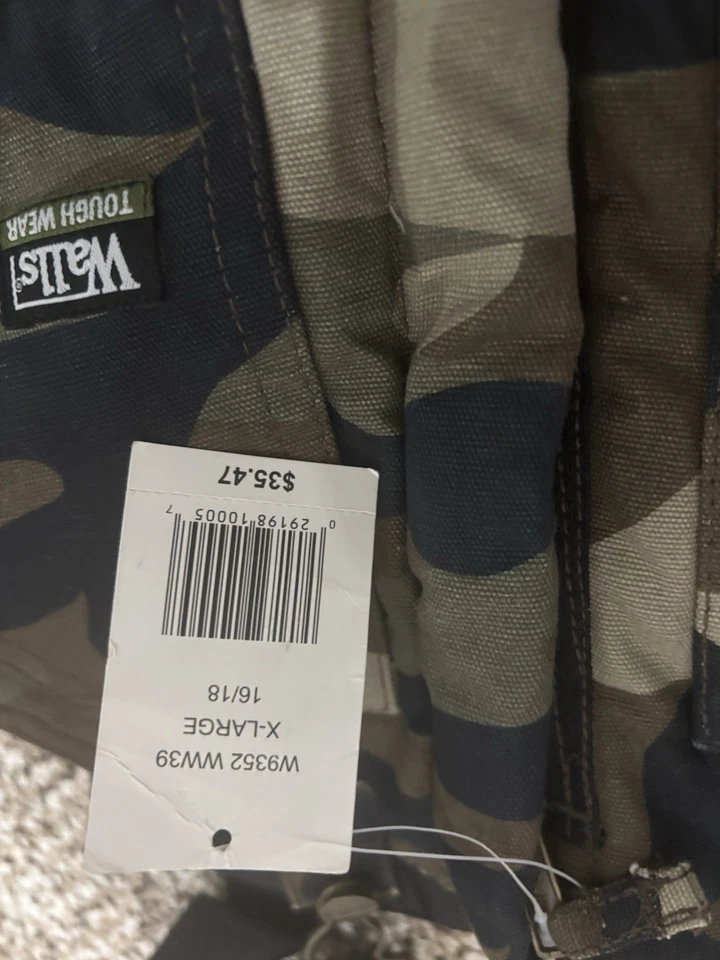 Walls®
TOUGH WEAR
W9352 WW39
X-LARGE
16/18
0 29198 10005 7
$35.47